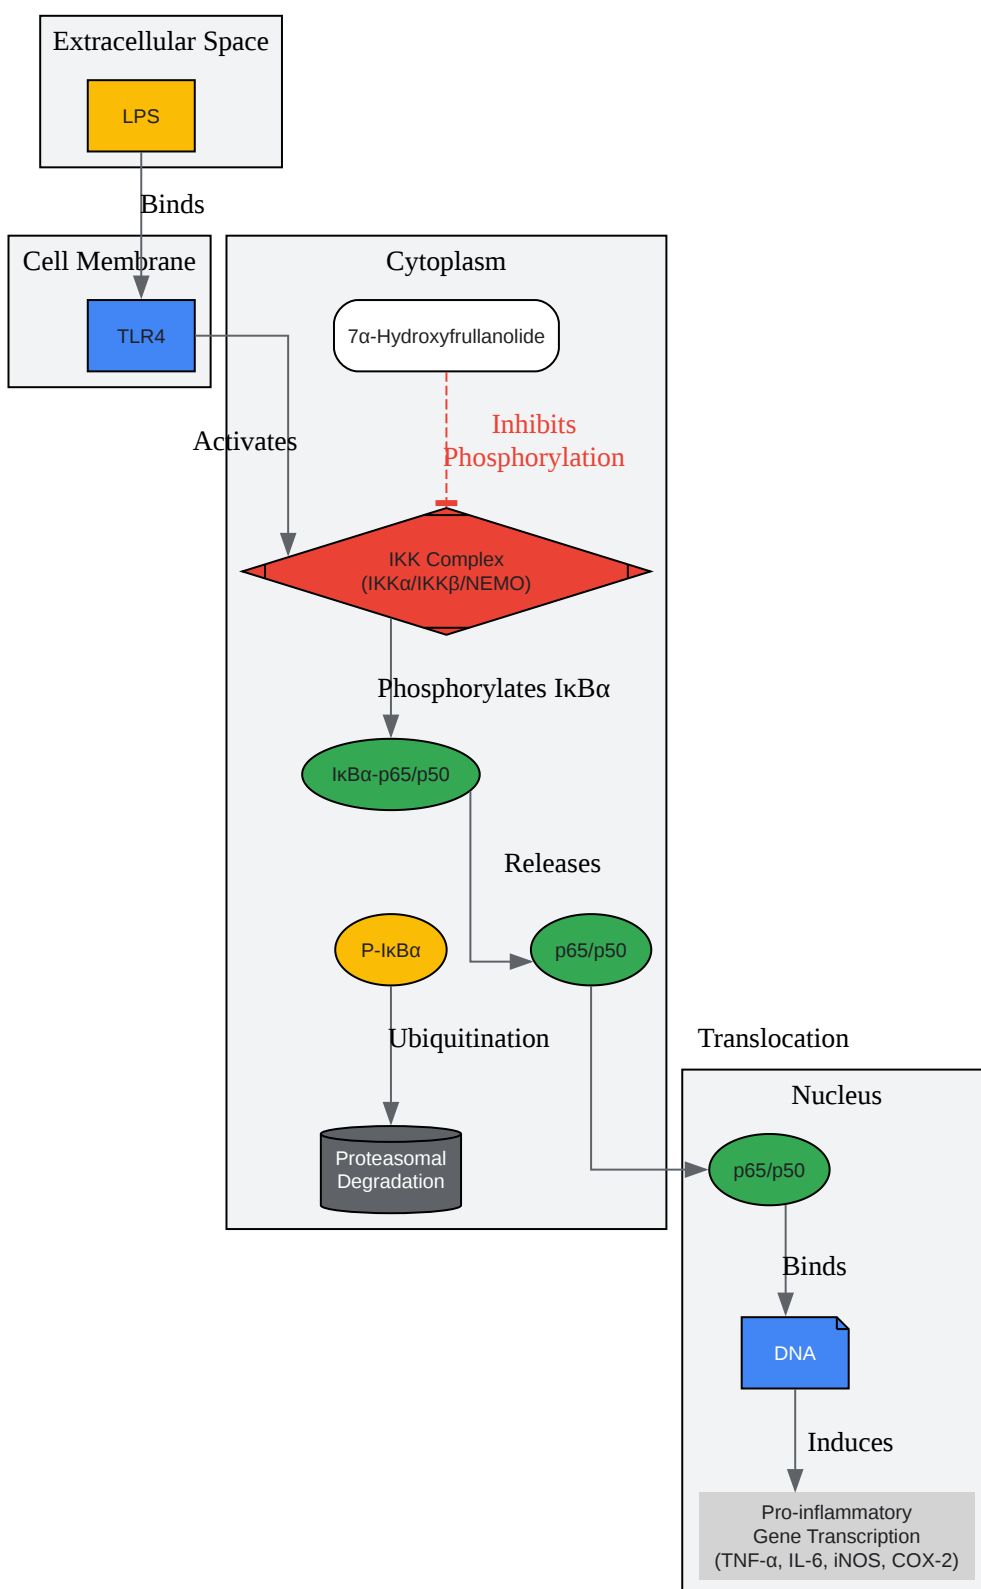 Extracellular Space
LPS
Binds
Cell Membrane
TLR4
Cytoplasm
7α-Hydroxyfrullanolide
Activates
Inhibits
Phosphorylation
IKK Complex
(IKKα/IKKβ/NEMO)
Phosphorylates IκBα
IκBα-p65/p50
Releases
P-IκBα
p65/p50
Ubiquitination
Translocation
Proteasomal
Degradation
Nucleus
p65/p50
Binds
DNA
Induces
Pro-inflammatory
Gene Transcription
(TNF-α, IL-6, iNOS, COX-2)